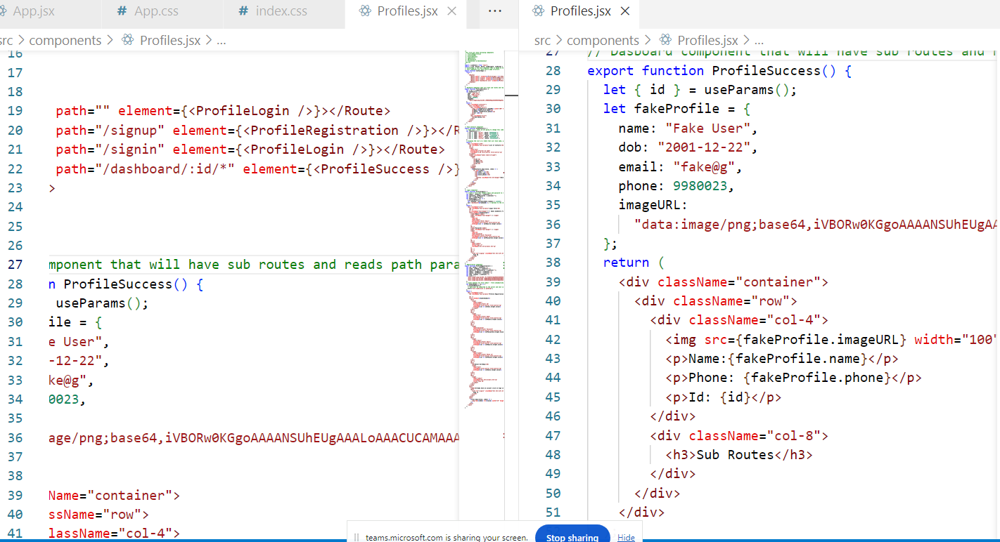 App.jsx
# App.css
# index.css
Profiles.jsx
...
src > components > Profiles.jsx > ...
16
17
18
19 path="" element={<ProfileLogin />}></Route>
20 path="/signup" element={<ProfileRegistration />}></R
21 path="/signin" element={<ProfileLogin />}></Route>
22 path="/dashboard/:id/*" element={<ProfileSuccess />}
23 >
24
25
26
27 mponent that will have sub routes and reads path para
28 n ProfileSuccess() {
29 useParams();
30 ile = {
31 e User",
32 -12-22",
33 ke@g",
34 0023,
35
36 age/png;base64,iVBORw0KGgoAAAANSUhEUgAAALoAAACUCAMAAA
37
38
39 Name="container">
40 ssName="row">
41 lassName="col-4">
Profiles.jsx
src > components > Profiles.jsx > ...
27 // Dasboard component that will have sub routes and
28 export function ProfileSuccess() {
29 let { id } = useParams();
30 let fakeProfile = {
31 name: "Fake User",
32 dob: "2001-12-22",
33 email: "fake@g",
34 phone: 9980023,
35 imageURL:
36 "data:image/png;base64,iVBORw0KGgoAAAANSUhEUgAA
37 };
38 return (
39 <div className="container">
40 <div className="row">
41 <div className="col-4">
42 <img src={fakeProfile.imageURL} width="100"
43 <p>Name:{fakeProfile.name}</p>
44 <p>Phone: {fakeProfile.phone}</p>
45 <p>Id: {id}</p>
46 </div>
47 <div className="col-8">
48 <h3>Sub Routes</h3>
49 </div>
50 </div>
51 </div>
teams.microsoft.com is sharing your screen.
Stop sharing
Hide